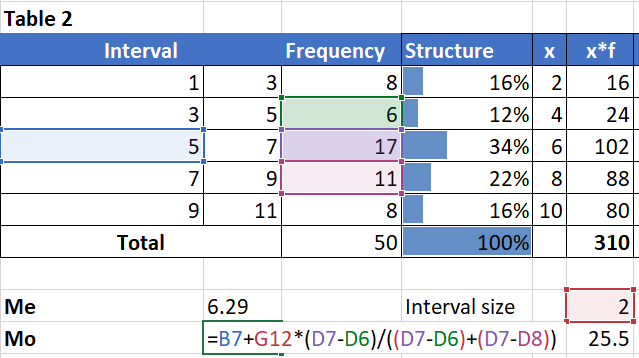 Table 2
Interval Frequency Structure x x*f
1 3 8 16% 2 16
3 5 6 12% 4 24
5 7 17 34% 6 102
7 9 11 22% 8 88
9 11 8 16% 10 80
Total 50 100% 310
Me 6.29 Interval size 2
Mo =B7+G12*(D7-D6)/((D7-D6)+(D7-D8)) 25.5